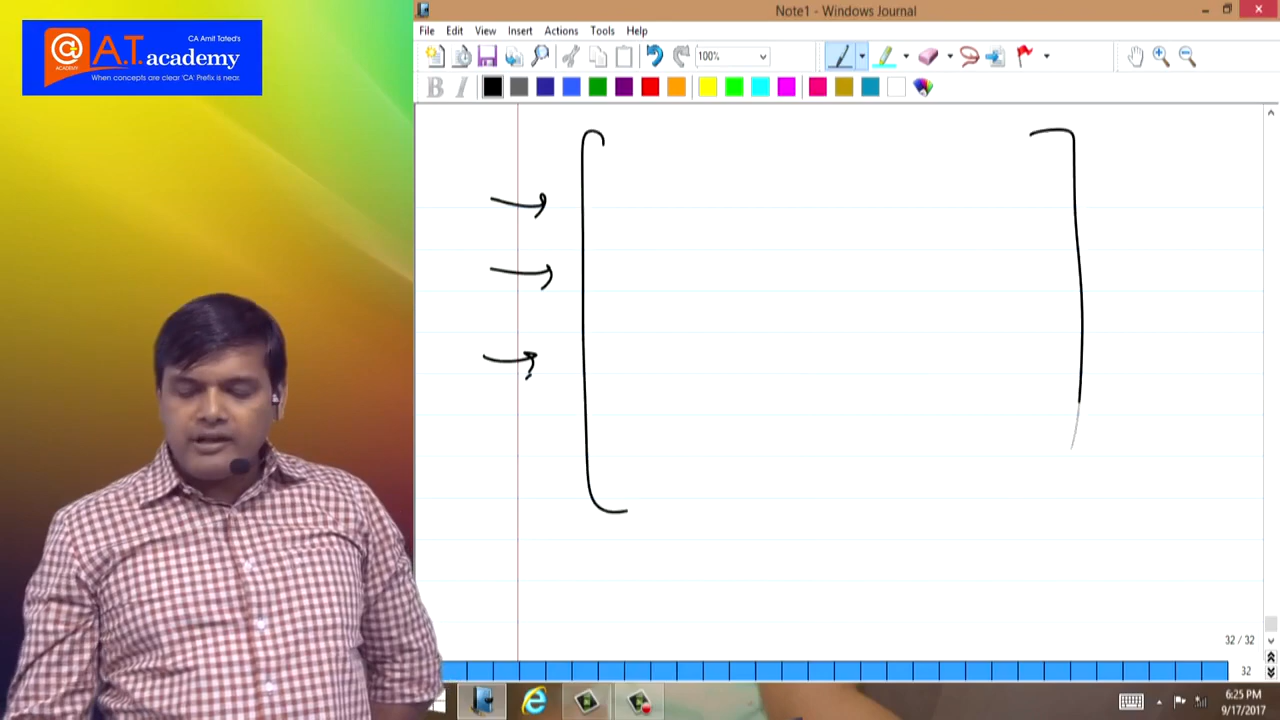 Note1 - Windows Journal
CA Amit Tated's
@ A.T. academy
ACADEMY
When concepts are clear 'CA' Prefix is near.
File Edit View Insert Actions Tools Help
100%
B I
32 / 32
32
6:25 PM
9/17/2017